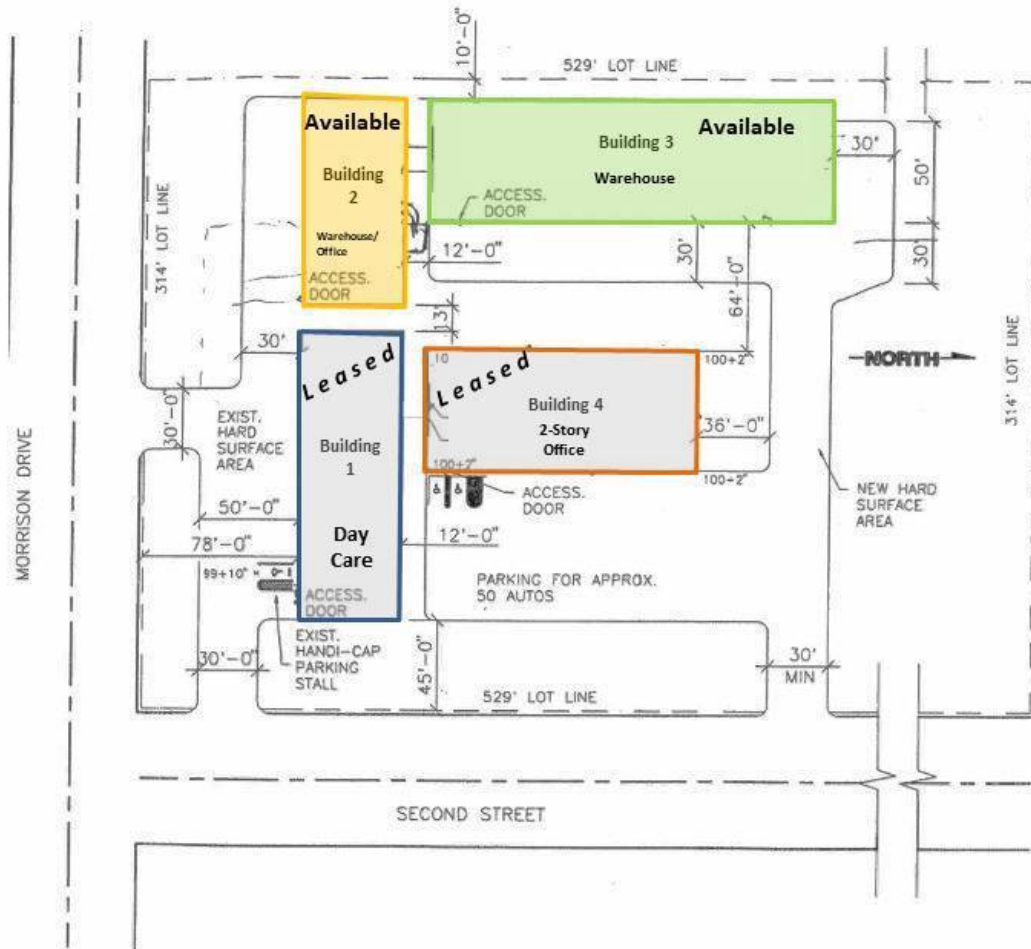 10'-0"
529' LOT LINE
Available
Building
2
Warehouse/
Office
ACCESS.
DOOR
Building 3
Available
Warehouse
ACCESS.
DOOR
30'
50'
30'
12'-0"
30'
64'-0"
314' LOT LINE
13'
30'
Leased
Building
1
Day
Care
ACCESS.
DOOR
10
Leased
Building 4
2-Story
Office
100+2"
100+2"
100+2"
36'-0"
NORTH
314' LOT LINE
30'-0"
EXIST.
HARD
SURFACE
AREA
MORRISON DRIVE
50'-0"
78'-0"
99+10"
12'-0"
ACCESS.
DOOR
NEW HARD
SURFACE
AREA
PARKING FOR APPROX.
50 AUTOS
EXIST.
HANDI-CAP
PARKING
STALL
30'-0"
45'-0"
529' LOT LINE
30'
MIN
SECOND STREET